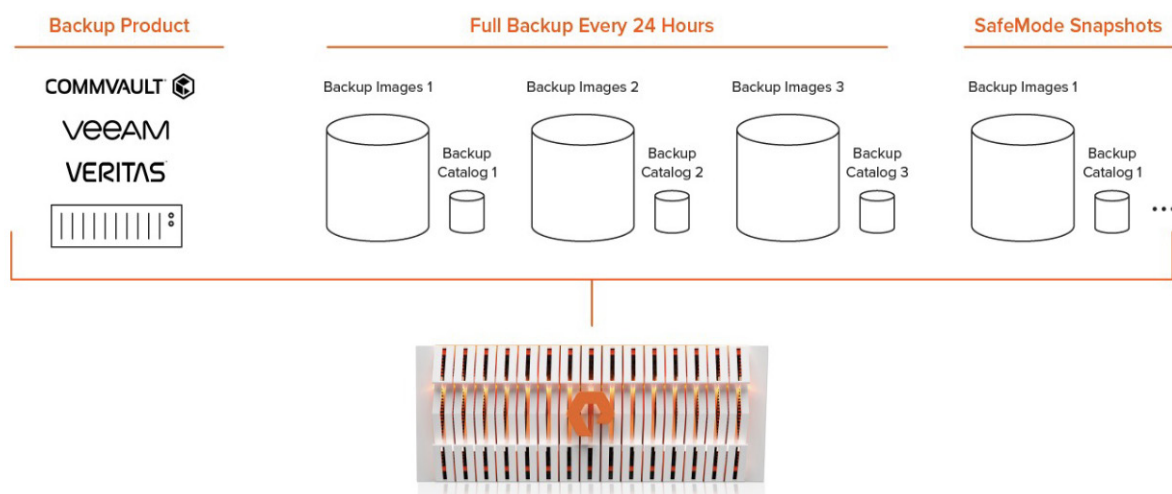 Backup Product
Full Backup Every 24 Hours
SafeMode Snapshots
COMMVAULT
veeAM
VERITAS
Backup Images 1
Backup Images 2
Backup Images 3
Backup Images 1
Backup
Catalog 1
Backup
Catalog 2
Backup
Catalog 3
Backup
Catalog 1
...